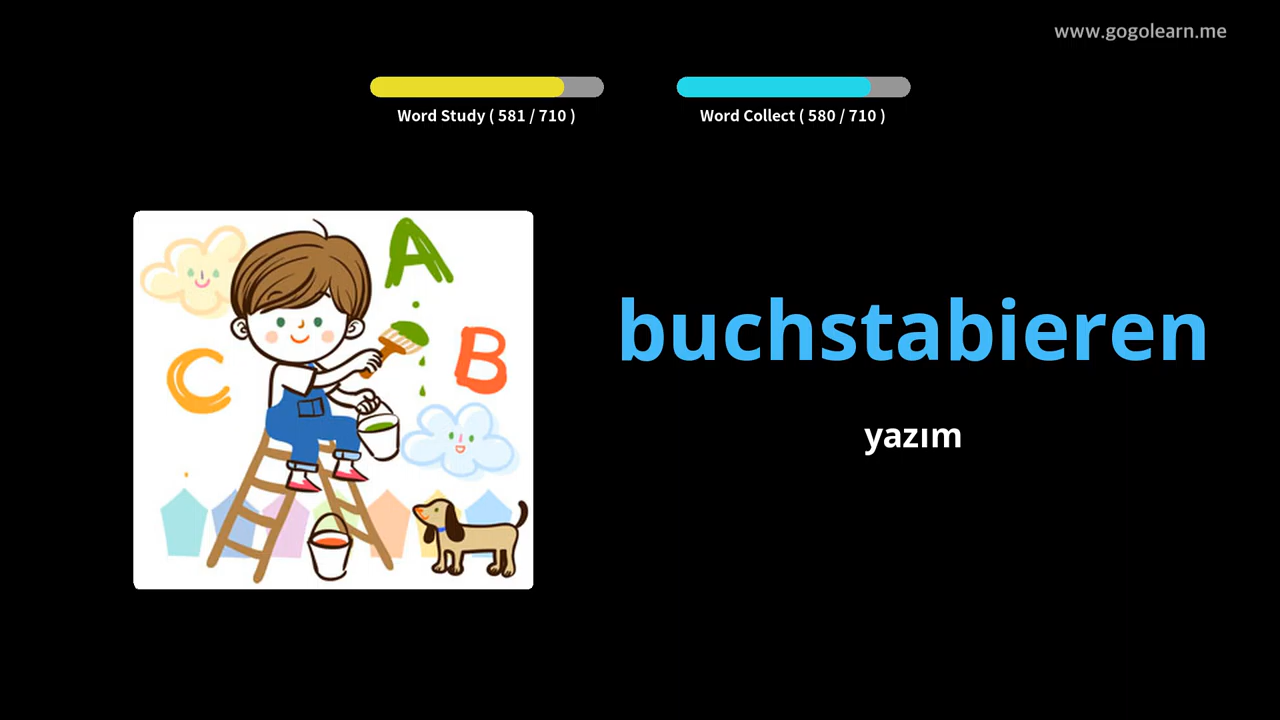 www.gogolearn.me
Word Study ( 581 / 710 )
Word Collect ( 580 / 710 )
A
B
C
buchstabieren
yazım